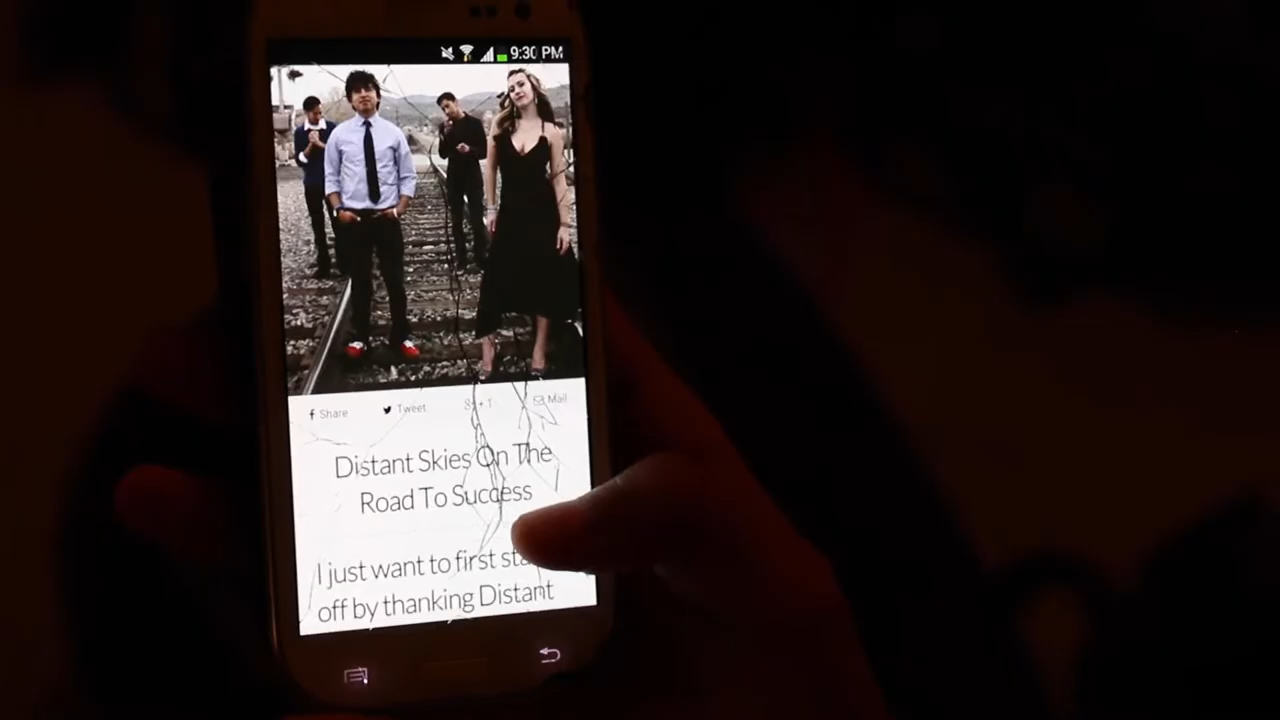 9:30 PM
Share Tweet +1 Mail
Distant Skies On The
Road To Success
I just want to first
off by thanking Distant